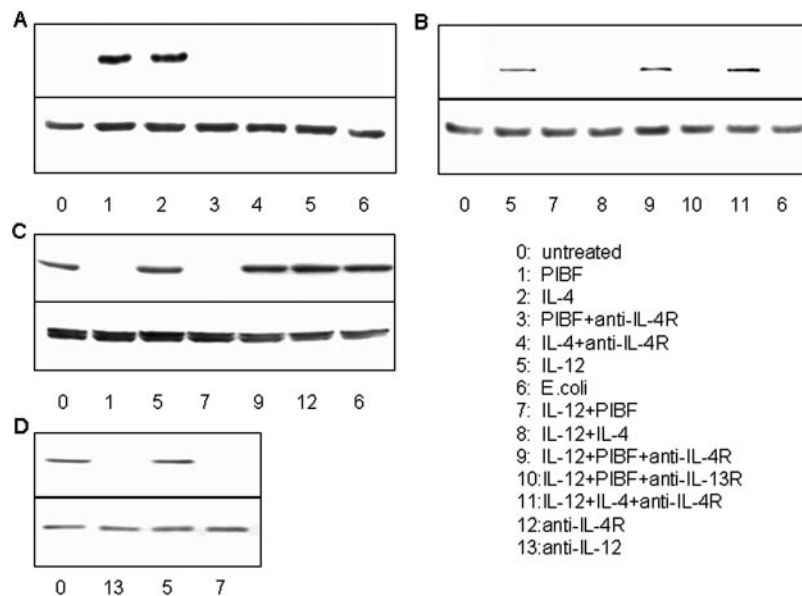 A
0 1 2 3 4 5 6
B
0 5 7 8 9 10 11 6
C
0 1 5 7 9 12 6
D
0 13 5 7
0: untreated
1: PIBF
2: IL-4
3: PIBF+anti-IL-4R
4: IL-4+anti-IL-4R
5: IL-12
6: E.coli
7: IL-12+PIBF
8: IL-12+IL-4
9: IL-12+PIBF+anti-IL-4R
10:IL-12+PIBF+anti-IL-13R
11:IL-12+IL-4+anti-IL-4R
12:anti-IL-4R
13:anti-IL-12